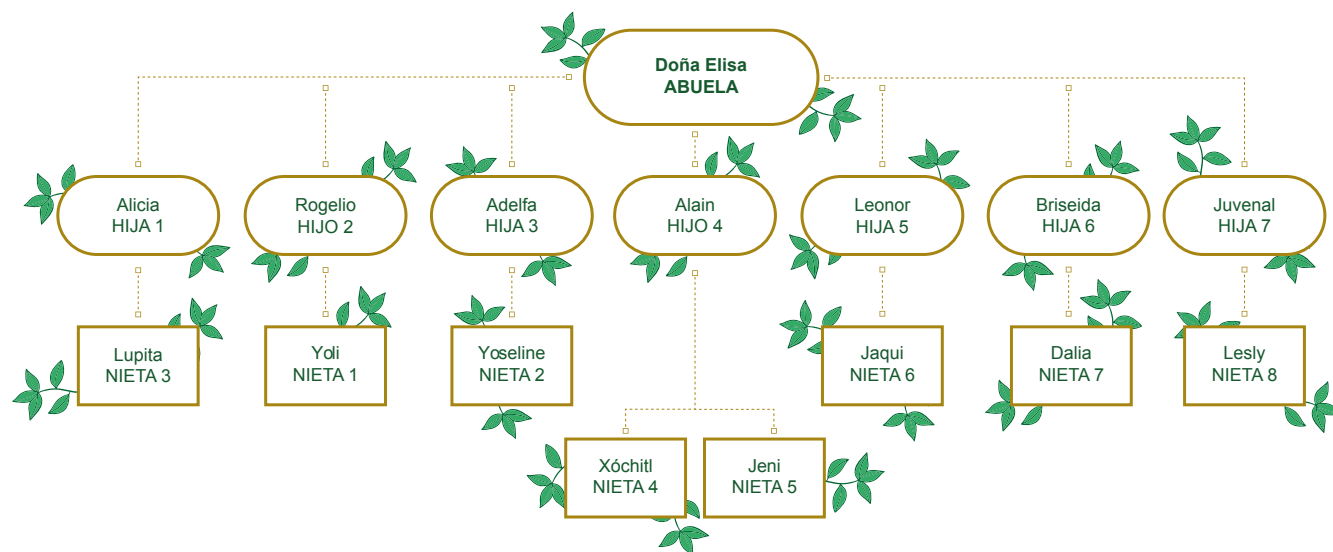 Doña Elisa
ABUELA
Alicia
HIJA 1
Rogelio
HIJO 2
Adelfa
HIJA 3
Alain
HIJO 4
Leonor
HIJA 5
Briseida
HIJA 6
Juvenal
HIJA 7
Lupita
NIETA 3
Yoli
NIETA 1
Yoseline
NIETA 2
Jaqui
NIETA 6
Dalia
NIETA 7
Lesly
NIETA 8
Xóchitl
NIETA 4
Jeni
NIETA 5